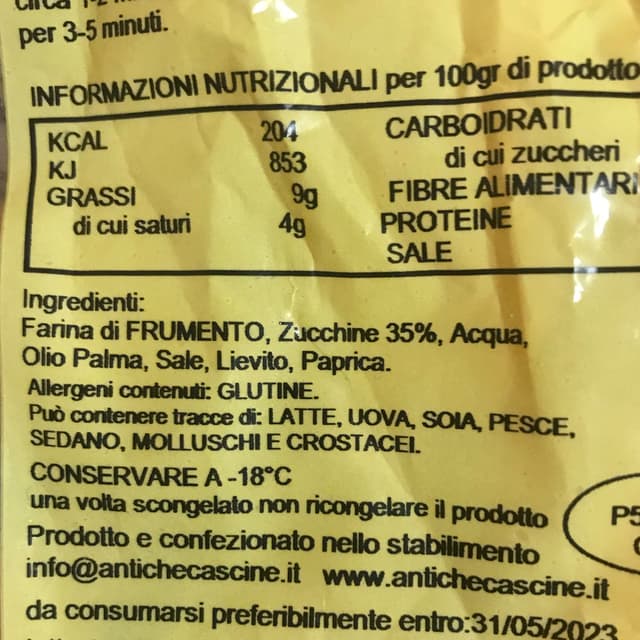 per 3-5 minuti.
INFORMAZIONI NUTRIZIONALI per 100gr di prodotto
KCAL 204 CARBOIDRATI
KJ 853 di cui zuccheri
GRASSI 9g FIBRE ALIMENTARI
di cui saturi 4g PROTEINE
SALE
Ingredienti:
Farina di FRUMENTO, Zucchine 35%, Acqua,
Olio Palma, Sale, Lievito, Paprica.
Allergeni contenuti: GLUTINE.
Può contenere tracce di: LATTE, UOVA, SOIA, PESCE,
SEDANO, MOLLUSCHI E CROSTACEI.
CONSERVARE A -18°C
una volta scongelato non ricongelare il prodotto
P5
Prodotto e confezionato nello stabilimento
info@antichecascine.it www.antichecascine.it
da consumarsi preferibilmente entro:31/05/2023